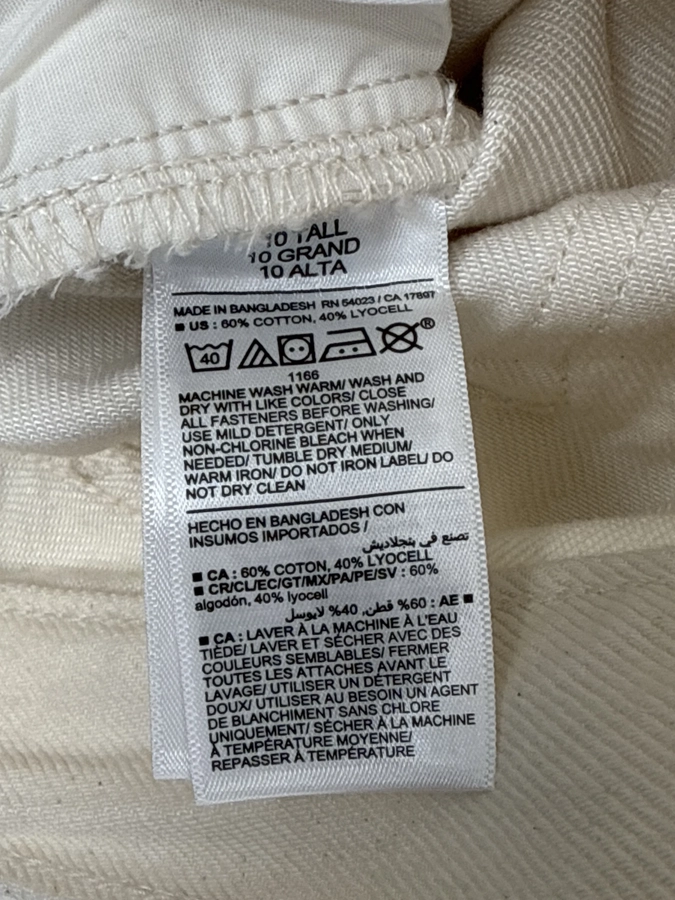 10 TALL
10 GRAND
10 ALTA
MADE IN BANGLADESH RN 54023 / CA 17897
■ US : 60% COTTON, 40% LYOCELL
40 ®
1166
MACHINE WASH WARM/ WASH AND
DRY WITH LIKE COLORS/ CLOSE
ALL FASTENERS BEFORE WASHING/
USE MILD DETERGENT/ ONLY
NON-CHLORINE BLEACH WHEN
NEEDED/ TUMBLE DRY MEDIUM/
WARM IRON/ DO NOT IRON LABEL/ DO
NOT DRY CLEAN
HECHO EN BANGLADESH CON
INSUMOS IMPORTADOS /
تصنع في بنجلاديش
■ CA : 60% COTON, 40% LYOCELL
■ CR/CL/EC/GT/MX/PA/PE/SV : 60%
algodón, 40% lyocell
■ AE : 60% قطن, 40% لايوسل
■ CA : LAVER À LA MACHINE À L'EAU
TIÈDE/ LAVER ET SÉCHER AVEC DES
COULEURS SEMBLABLES/ FERMER
TOUTES LES ATTACHES AVANT LE
LAVAGE/ UTILISER UN DÉTERGENT
DOUX/ UTILISER AU BESOIN UN AGENT
DE BLANCHIMENT SANS CHLORE
UNIQUEMENT/ SÉCHER À LA MACHINE
À TEMPÉRATURE MOYENNE/
REPASSER À TEMPÉRATURE